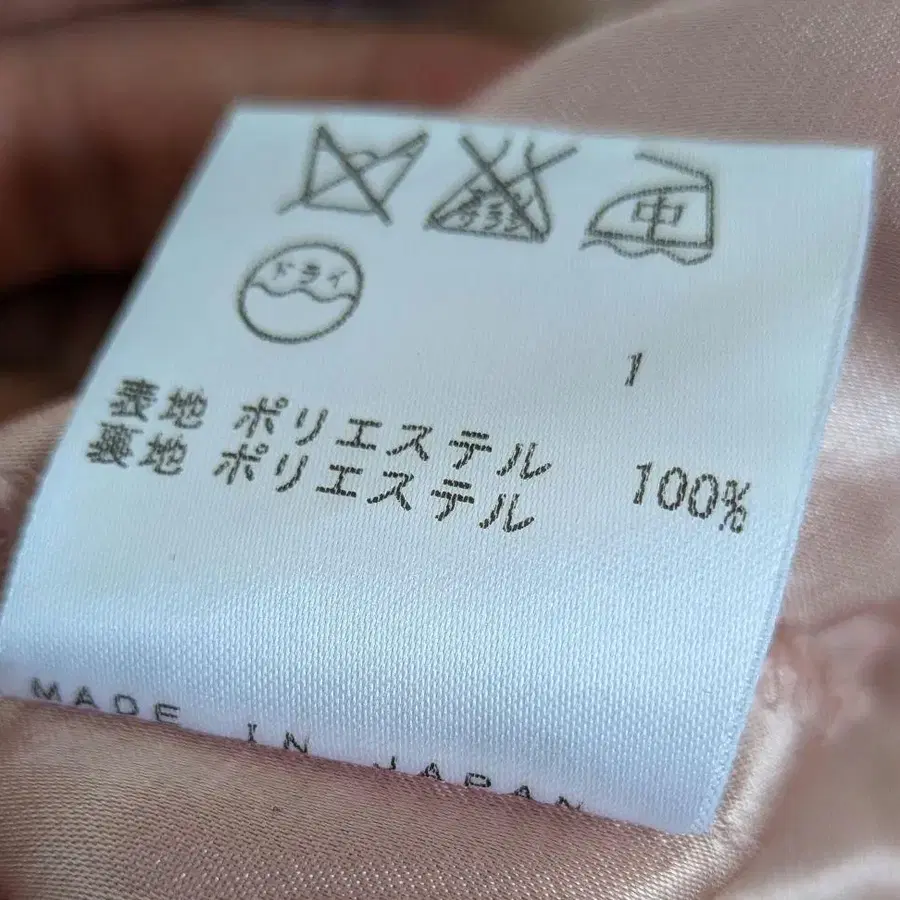 中
ドライ
1
表地 ポリエステル
裏地 ポリエステル 100%
MADE IN JAPAN